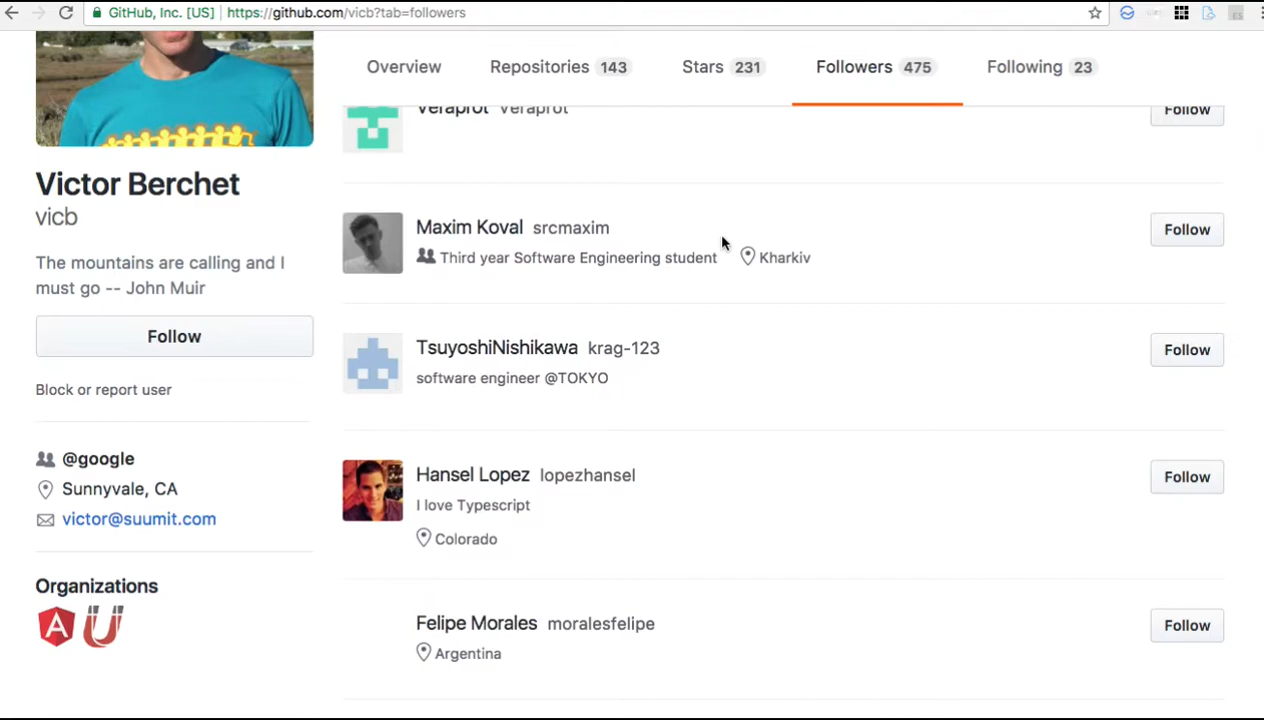 GitHub, Inc. [US] https://github.com/vicb?tab=followers
Overview Repositories 143 Stars 231 Followers 475 Following 23
Veraprot Veraprot Follow
Victor Berchet
vicb
The mountains are calling and I
must go -- John Muir
Follow
Block or report user
@google
Sunnyvale, CA
victor@suumit.com
Organizations
A U
Maxim Koval srcmaxim Follow
Third year Software Engineering student Kharkiv
TsuyoshiNishikawa krag-123 Follow
software engineer @TOKYO
Hansel Lopez lopezhansel Follow
I love Typescript
Colorado
Felipe Morales moralesfelipe Follow
Argentina